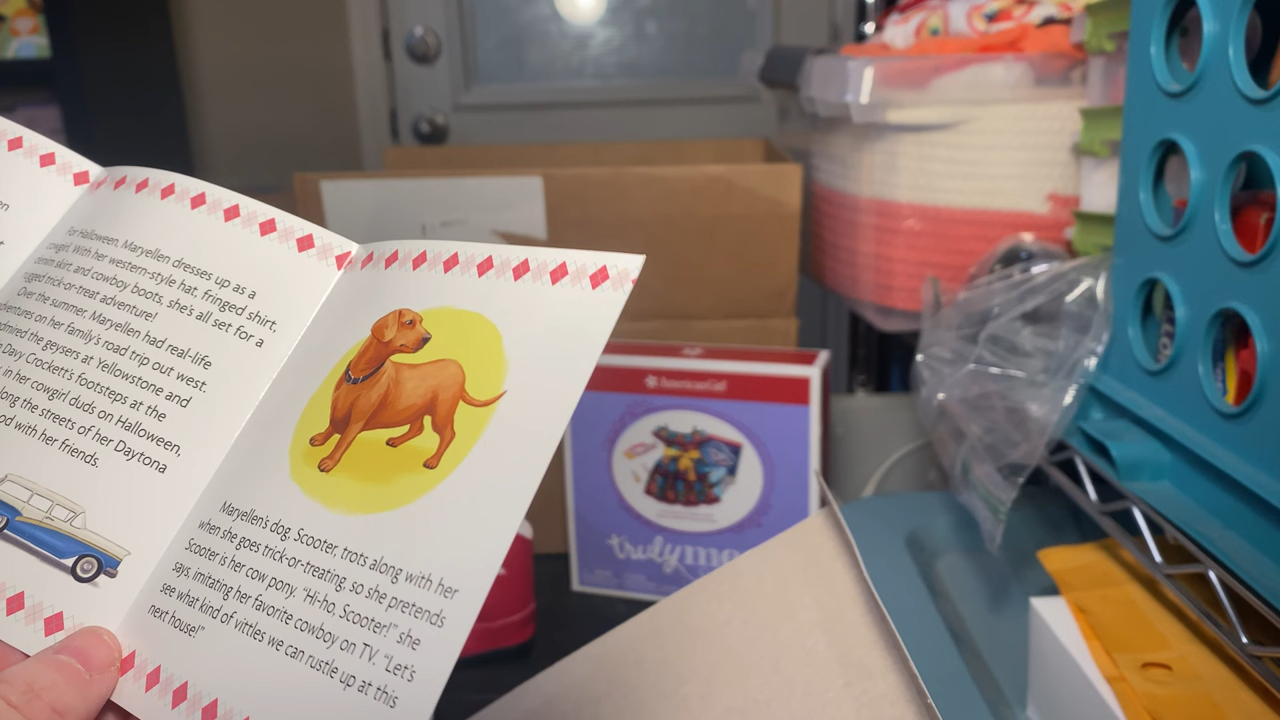 en
t
For Halloween, Maryellen dresses up as a
cowgirl. With her western-style hat, fringed shirt,
denim skirt, and cowboy boots, she's all set for a
rugged trick-or-treat adventure!
Over the summer, Maryellen had real-life
adventures on her family's road trip out west.
admired the geysers at Yellowstone and
Davy Crockett's footsteps at the
in her cowgirl duds on Halloween,
along the streets of her Daytona
od with her friends.
Maryellen's dog, Scooter, trots along with her
when she goes trick-or-treating, so she pretends
Scooter is her cow pony. "Hi-ho, Scooter!" she
says, imitating her favorite cowboy on TV. "Let's
see what kind of vittles we can rustle up at this
next house!"
AmericanGirl
truly me